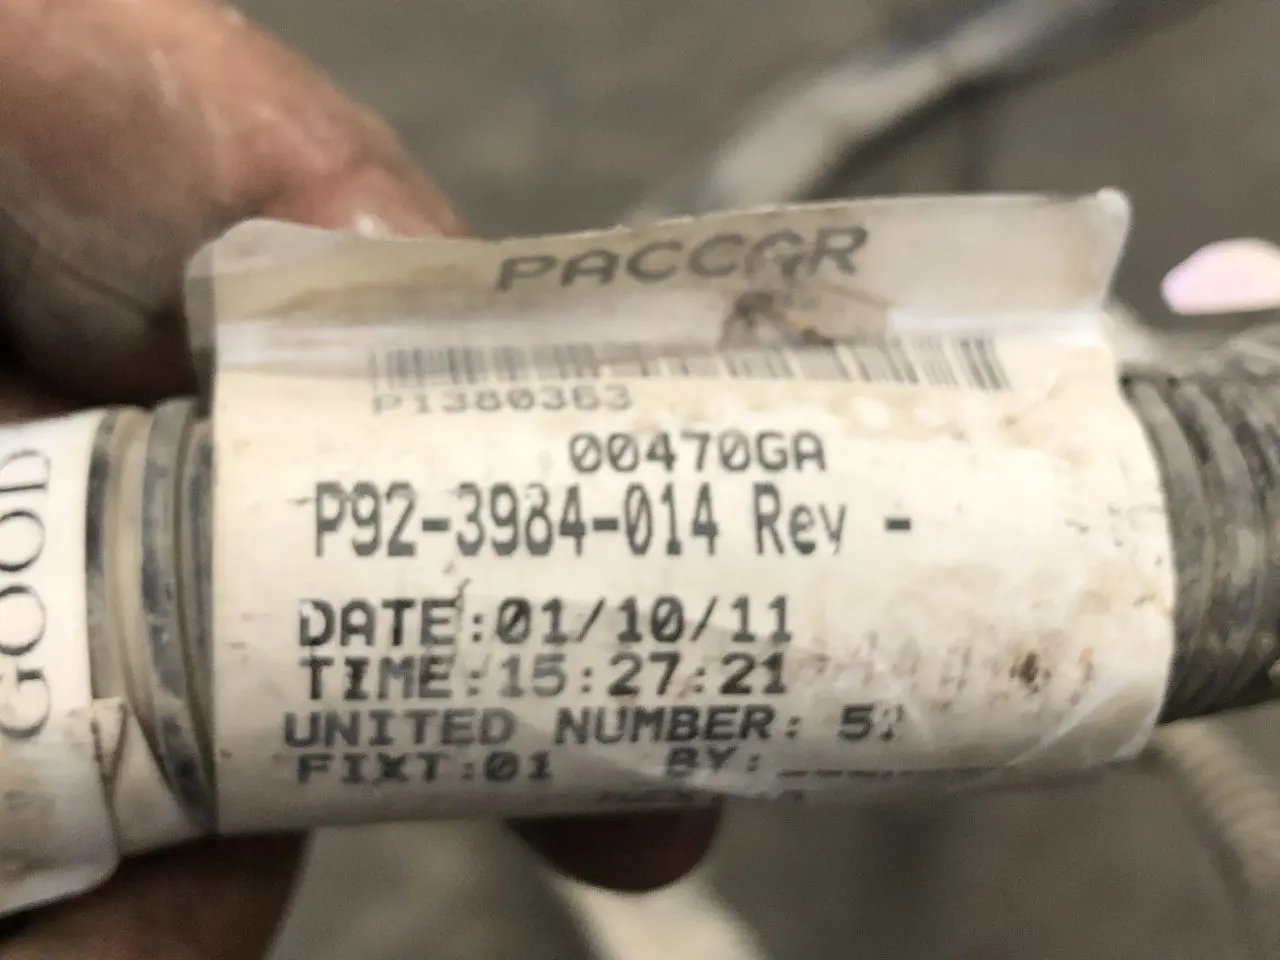 PACCAR
P1380363
00470GA
P92-3984-014 Rev -
DATE:01/10/11
TIME:15:27:21
UNITED NUMBER:
FIXT:01 BY:
GOOD